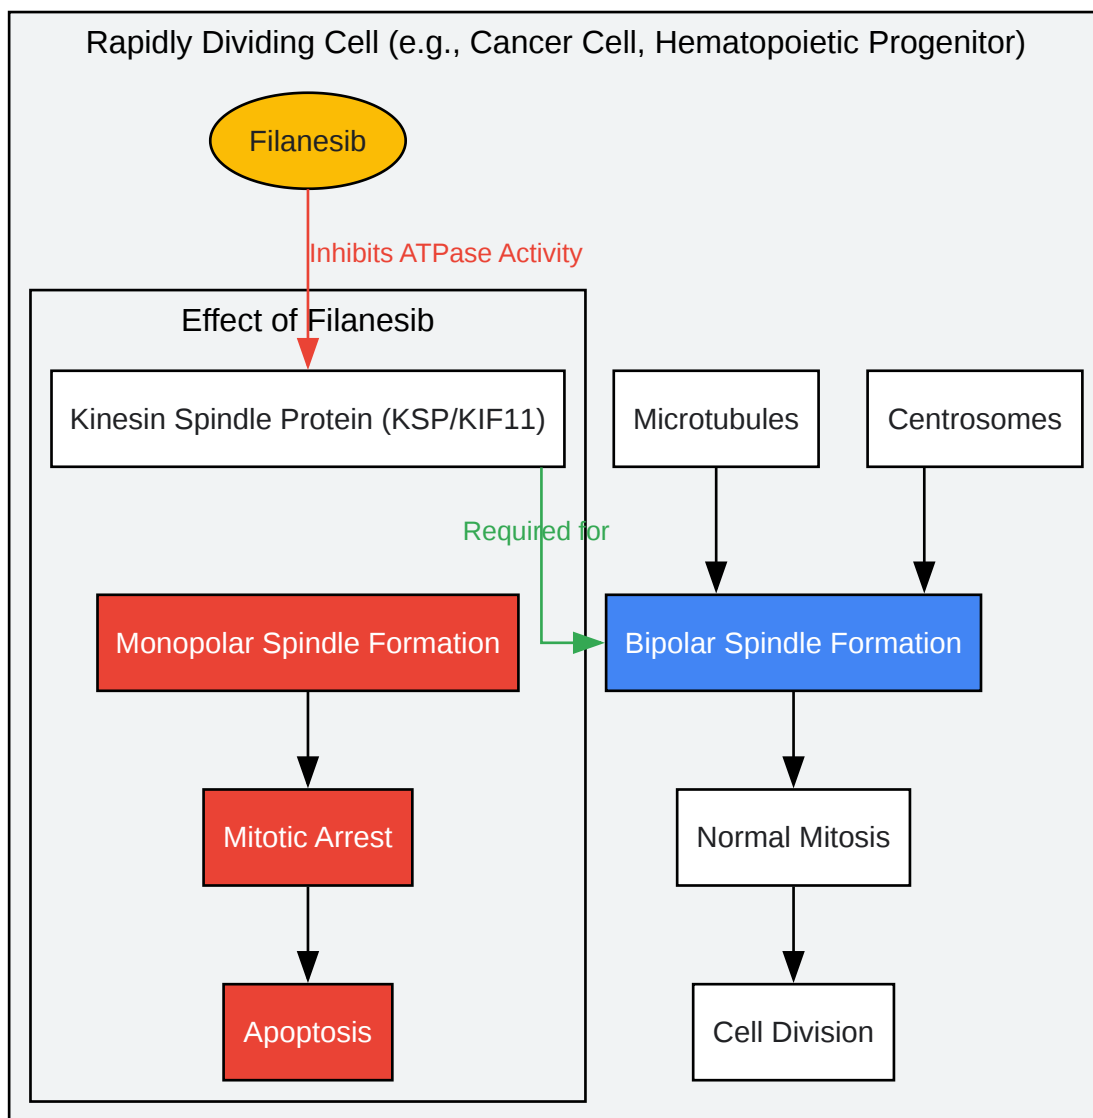 Rapidly Dividing Cell (e.g., Cancer Cell, Hematopoietic Progenitor)
Filanesib
Inhibits ATPase Activity
Effect of Filanesib
Kinesin Spindle Protein (KSP/KIF11)
Microtubules
Centrosomes
Required for
Monopolar Spindle Formation
Bipolar Spindle Formation
Mitotic Arrest
Normal Mitosis
Apoptosis
Cell Division